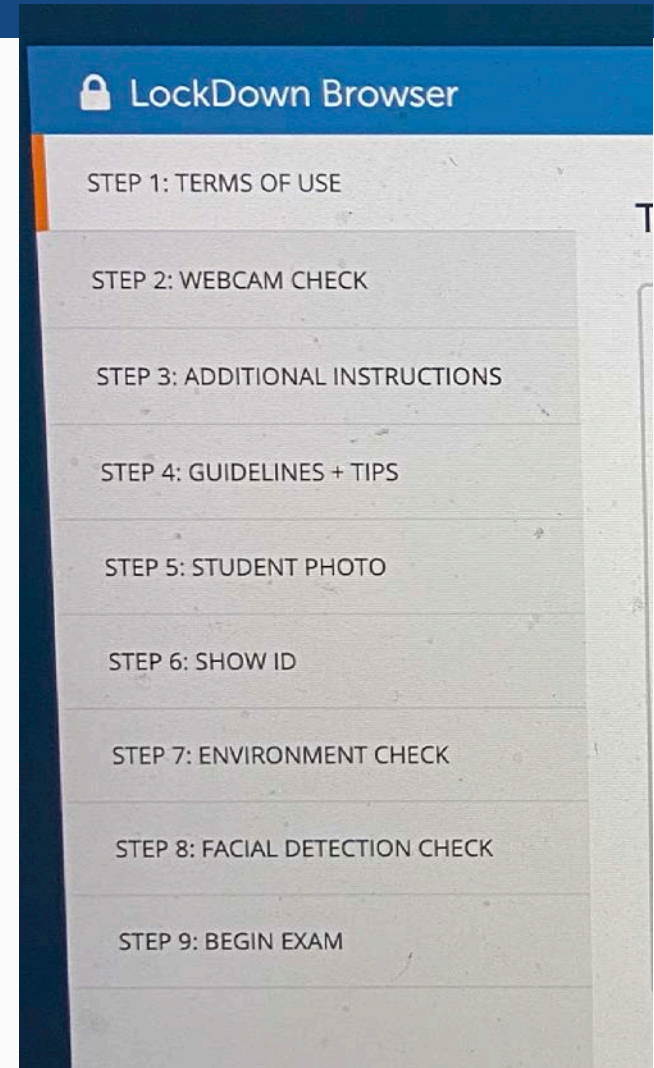 LockDown Browser
STEP 1: TERMS OF USE
T
STEP 2: WEBCAM CHECK
STEP 3: ADDITIONAL INSTRUCTIONS
STEP 4: GUIDELINES + TIPS
STEP 5: STUDENT PHOTO
STEP 6: SHOW ID
STEP 7: ENVIRONMENT CHECK
STEP 8: FACIAL DETECTION CHECK
STEP 9: BEGIN EXAM